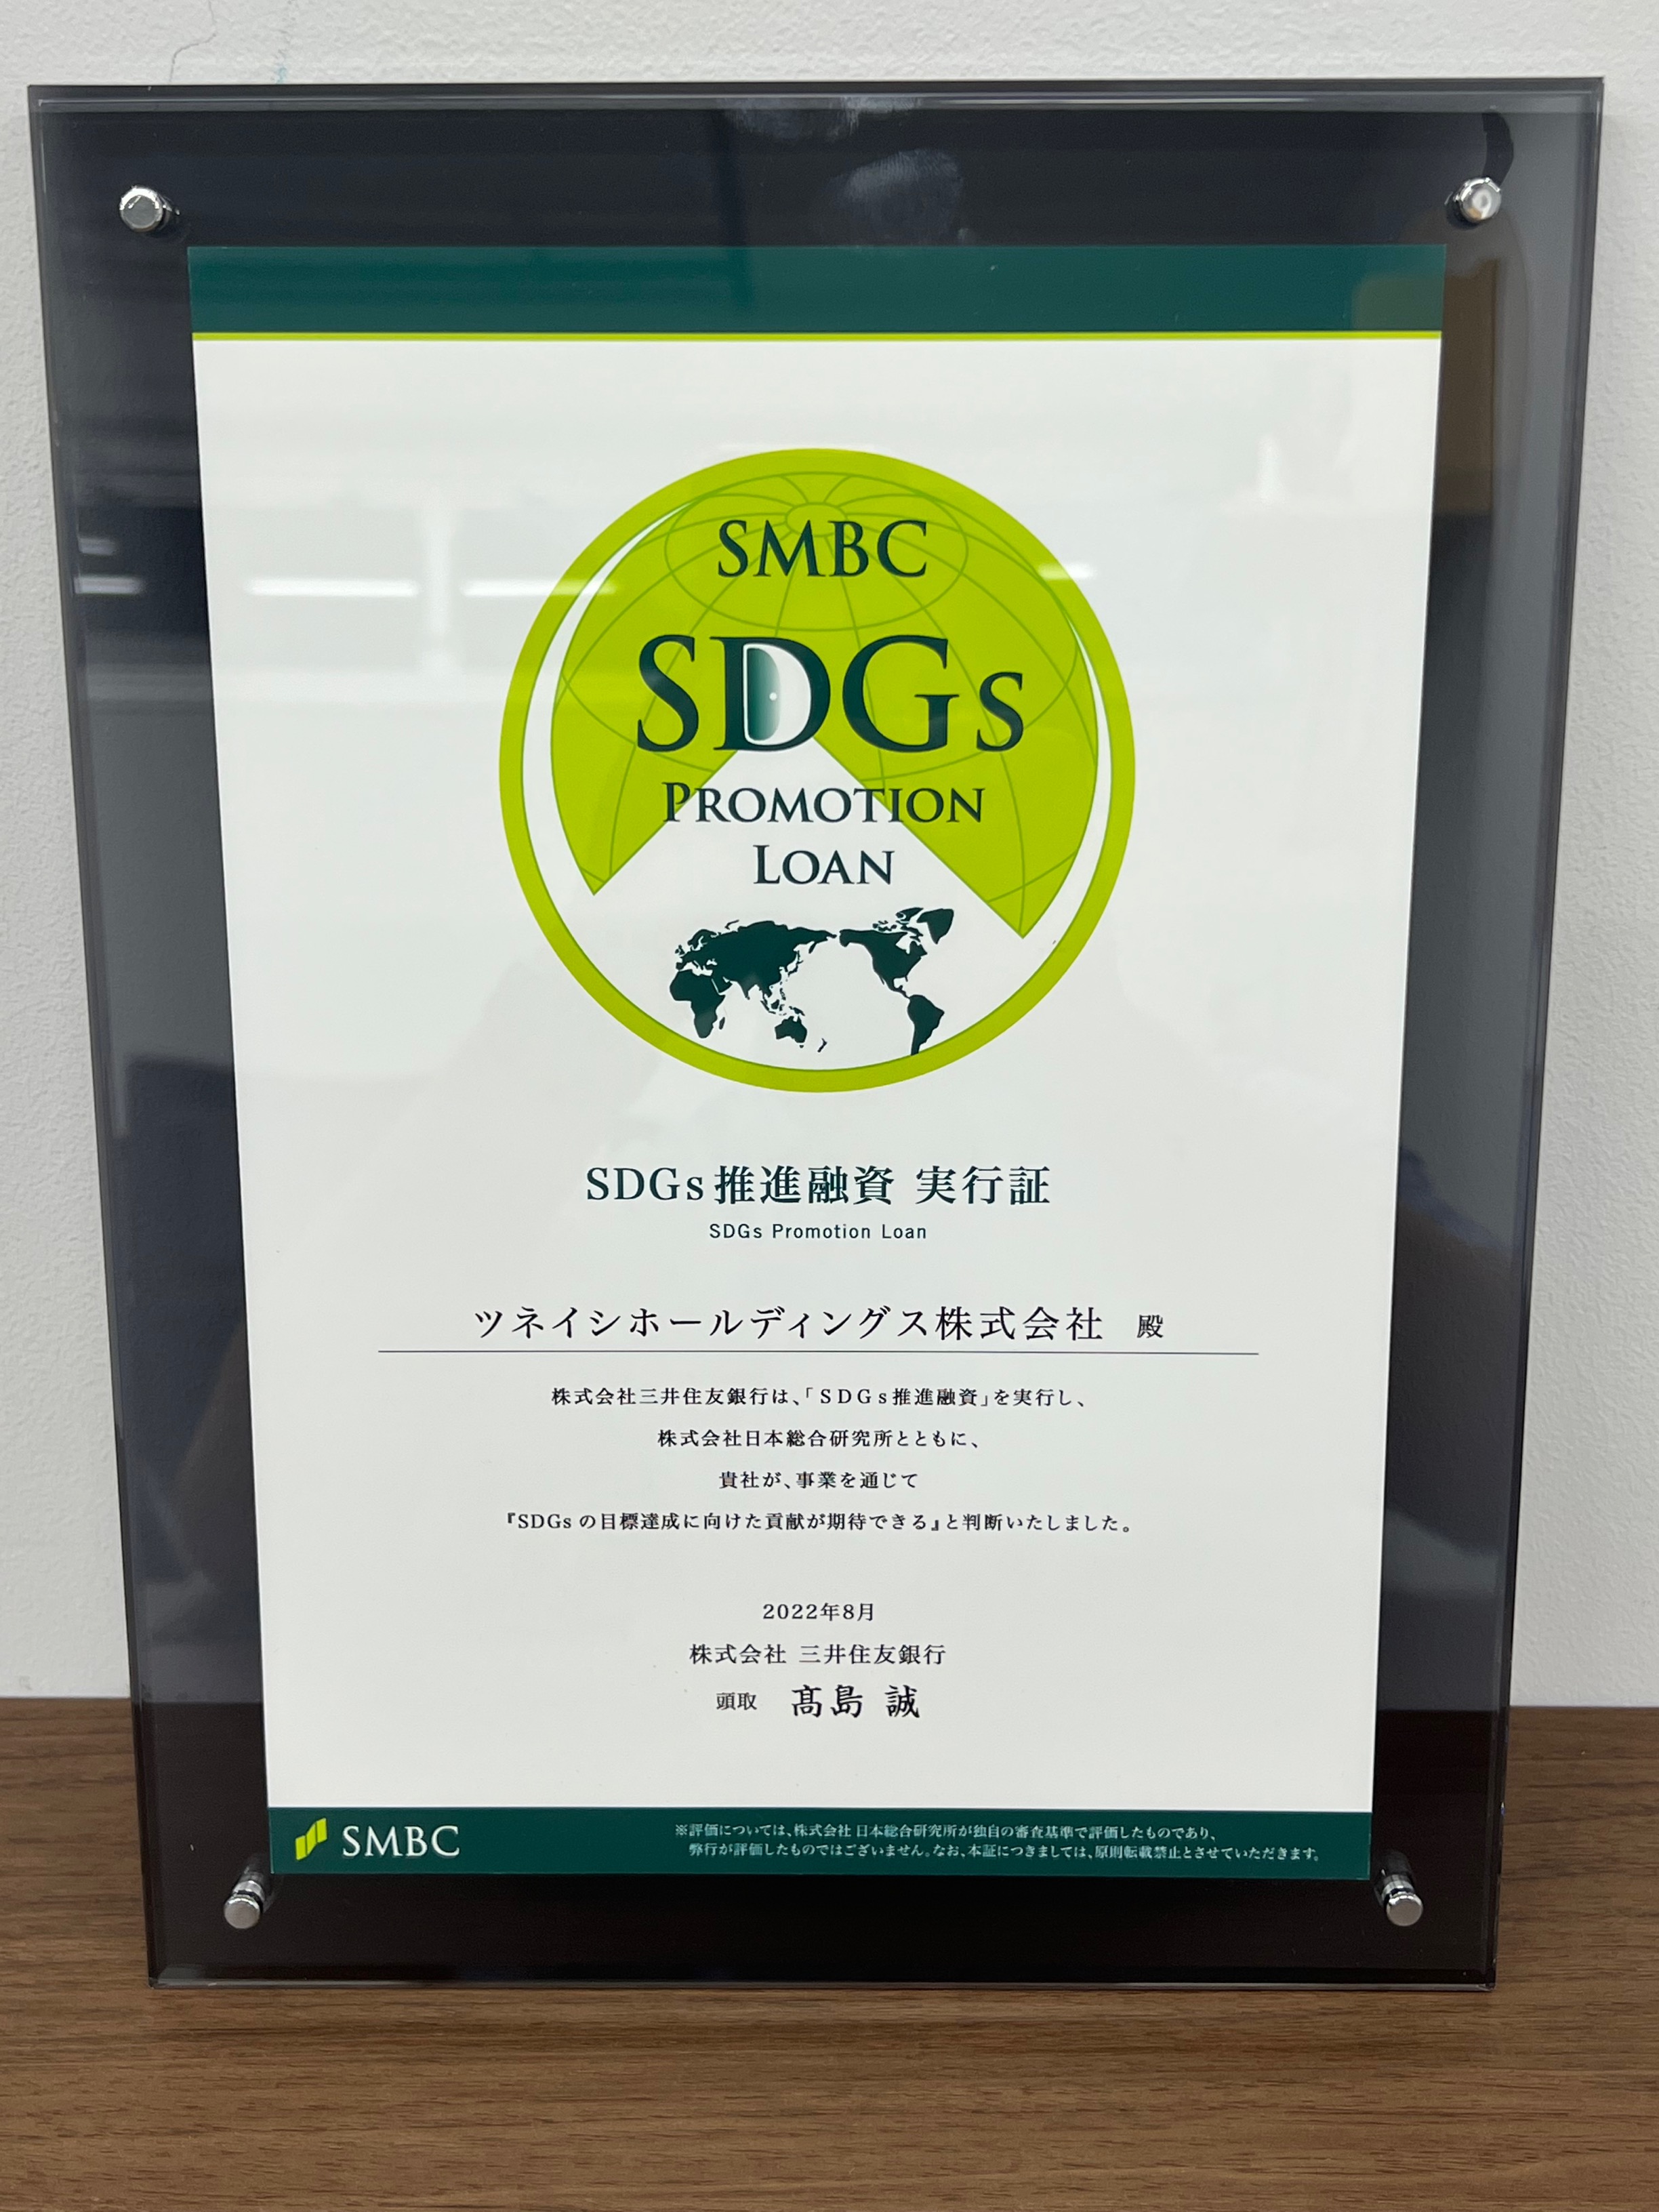 SMBC
SDGs
PROMOTION
LOAN
SDGs推進融資 実行証
SDGs Promotion Loan
ツネイシホールディングス株式会社 殿
株式会社三井住友銀行は、「SDGs推進融資」を実行し、
株式会社日本総合研究所とともに、
貴社が、事業を通じて
『SDGsの目標達成に向けた貢献が期待できる』と判断いたしました。
2022年8月
株式会社 三井住友銀行
頭取 髙島 誠
SMBC
※評価については、株式会社 日本総合研究所が独自の審査基準で評価したものであり、
弊行が評価したものではございません。なお、本証につきましては、原則転載禁止とさせていただきます。